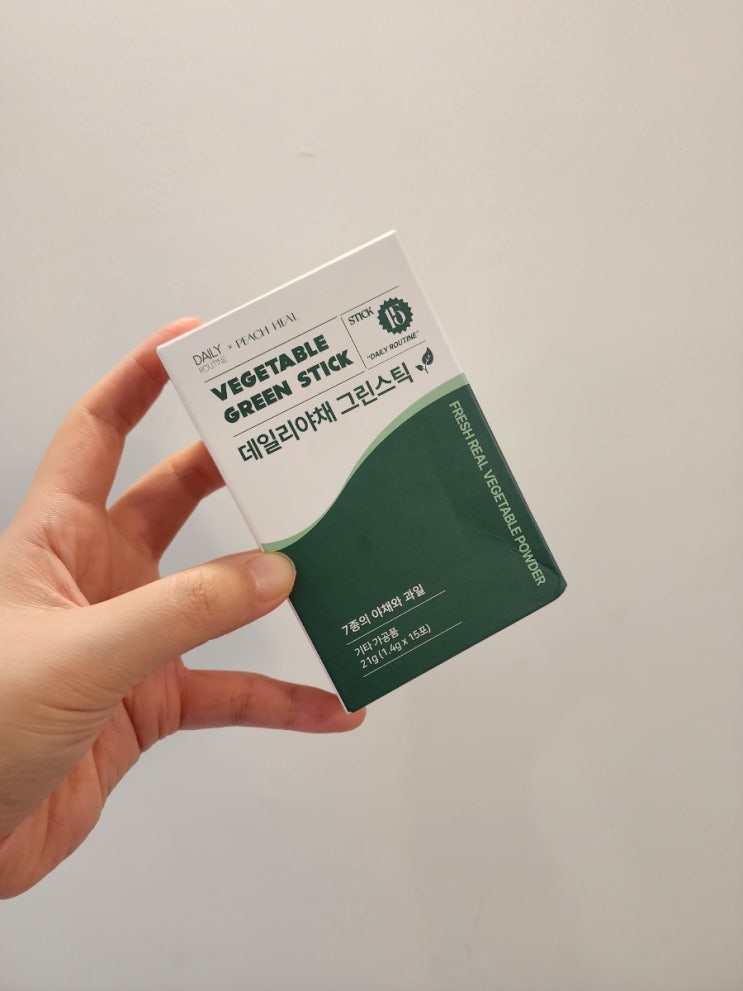 DAILY ROUTINE × PEACH HEAL
VEGETABLE
GREEN STICK
STICK 15
"DAILY ROUTINE"
데일리야채 그린스틱
FRESH REAL VEGETABLE POWDER
7종의 야채와 과일
기타가공품
21g (1.4g x 15포)